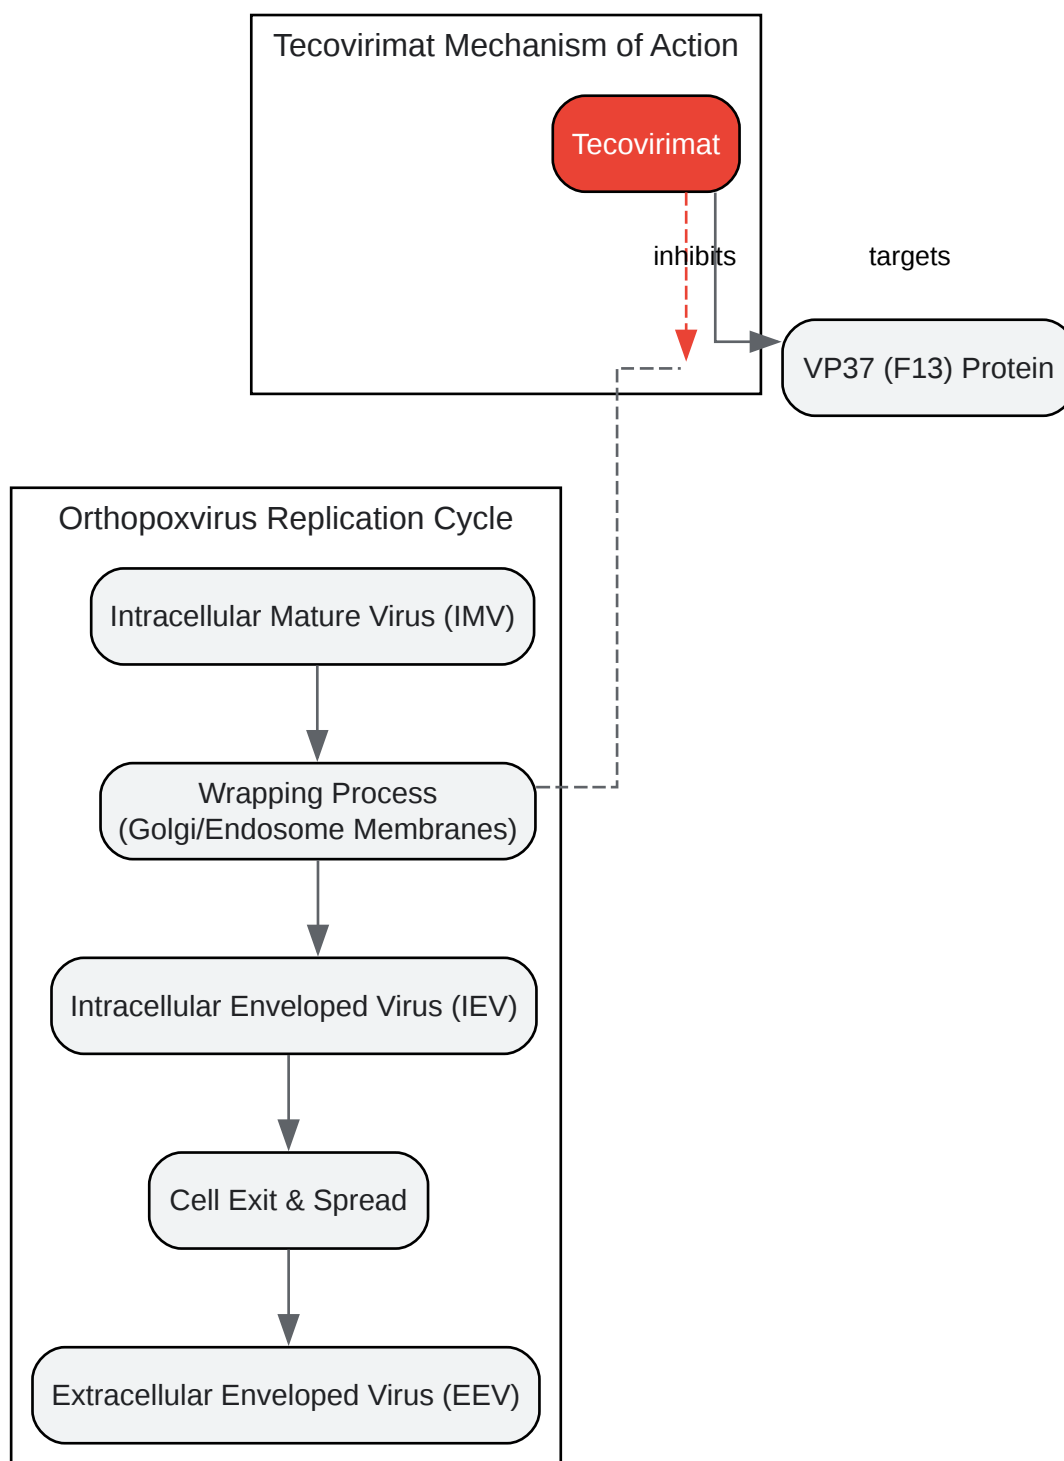 Tecovirimat Mechanism of Action
Tecovirimat
inhibits
targets
VP37 (F13) Protein
Orthopoxvirus Replication Cycle
Intracellular Mature Virus (IMV)
Wrapping Process
(Golgi/Endosome Membranes)
Intracellular Enveloped Virus (IEV)
Cell Exit & Spread
Extracellular Enveloped Virus (EEV)